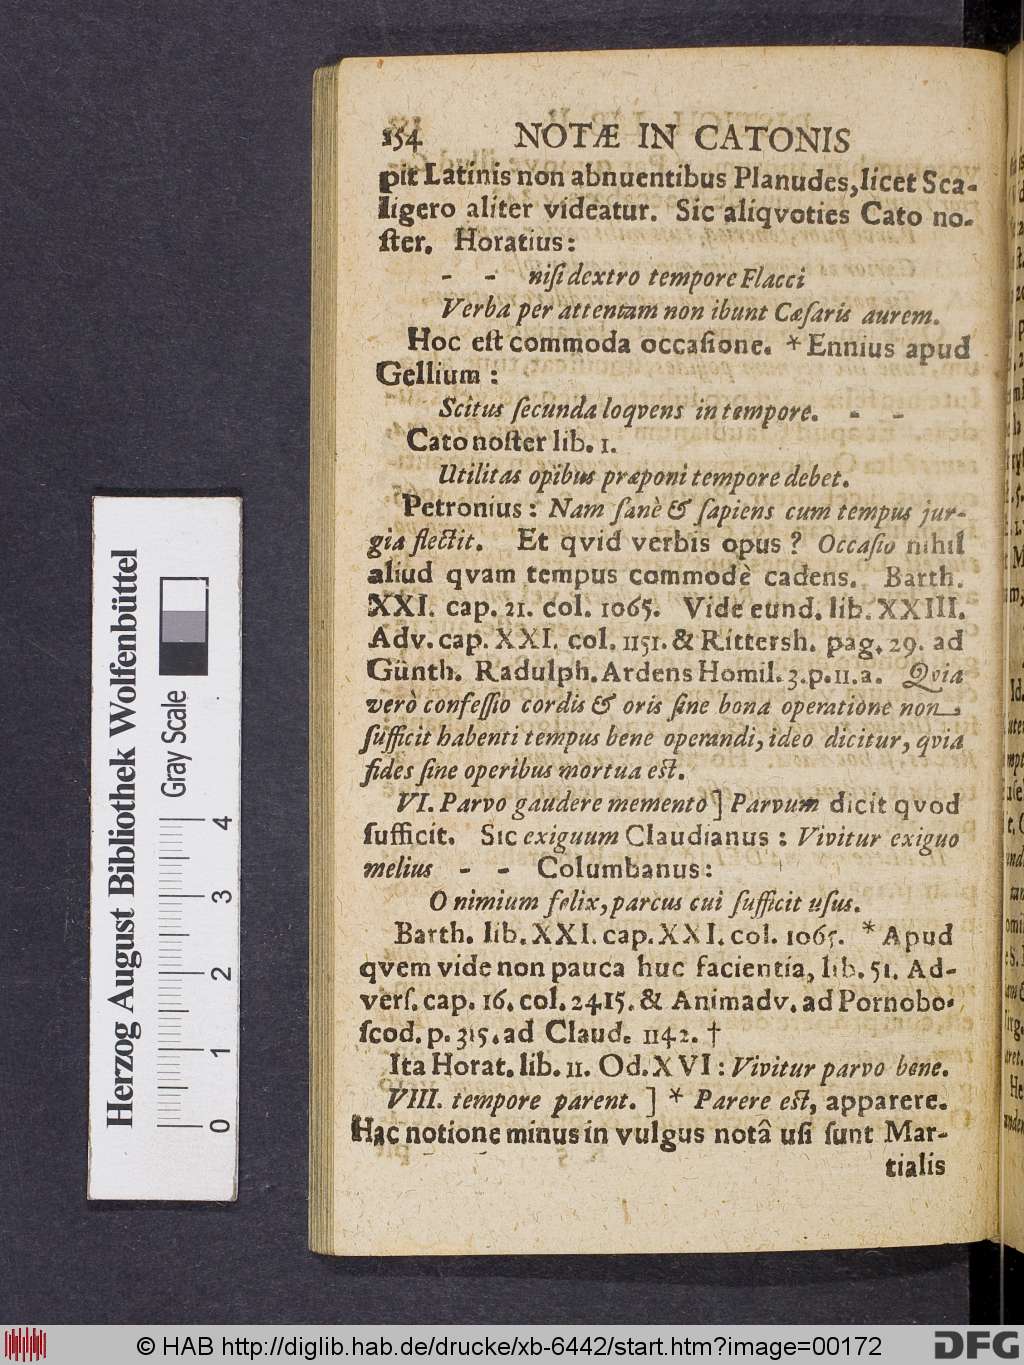 154 NOTÆ IN CATONIS
pit Latinis non abnuentibus Planudes, licet Sca-
ligero aliter videatur. Sic aliqvoties Cato no-
ſter. Horatius:
- - niſi dextro tempore Flacci
Verba per attentam non ibunt Cæſaris aurem.
Hoc eſt commoda occaſione. * Ennius apud
Gellium:
Scitus ſecunda loqvens in tempore. - -
Cato noſter lib. 1.
Utilitas opibus præponi tempore debet.
Petronius: Nam ſanè & ſapiens cum tempus jur-
gia flectit. Et qvid verbis opus? Occaſio nihil
aliud qvam tempus commodè cadens. Barth.
XXI. cap. 21. col. 1065. Vide eund. lib. XXIII.
Adv. cap. XXI. col. 1151. & Rittersh. pag. 29. ad
Günth. Radulph. Ardens Homil. 3. p. 11. a. Qvia
verò confeſſio cordis & oris ſine bona operatione non
ſufficit habenti tempus bene operandi, ideo dicitur, qvia
fides ſine operibus mortua eſt.
VI. Parvo gaudere memento] Parvum dicit qvod
ſufficit. Sic exiguum Claudianus: Vivitur exiguo
melius - - Columbanus:
O nimium felix, parcus cui ſufficit uſus.
Barth. lib. XXI. cap. XXI. col. 1065. * Apud
qvem vide non pauca huc facientia, lib. 51. Ad-
verſ. cap. 16. col. 2415. & Animadv. ad Pornobo-
ſcod. p. 315. ad Claud. 1142. †
Ita Horat. lib. 11. Od. XVI: Vivitur parvo bene.
VIII. tempore parent.] * Parere eſt, apparere.
Hac notione minus in vulgus notâ uſi ſunt Mar-
tialis
Herzog August Bibliothek Wolfenbüttel
Gray Scale
0 1 2 3 4
© HAB http://diglib.hab.de/drucke/xb-6442/start.htm?image=00172
DFG